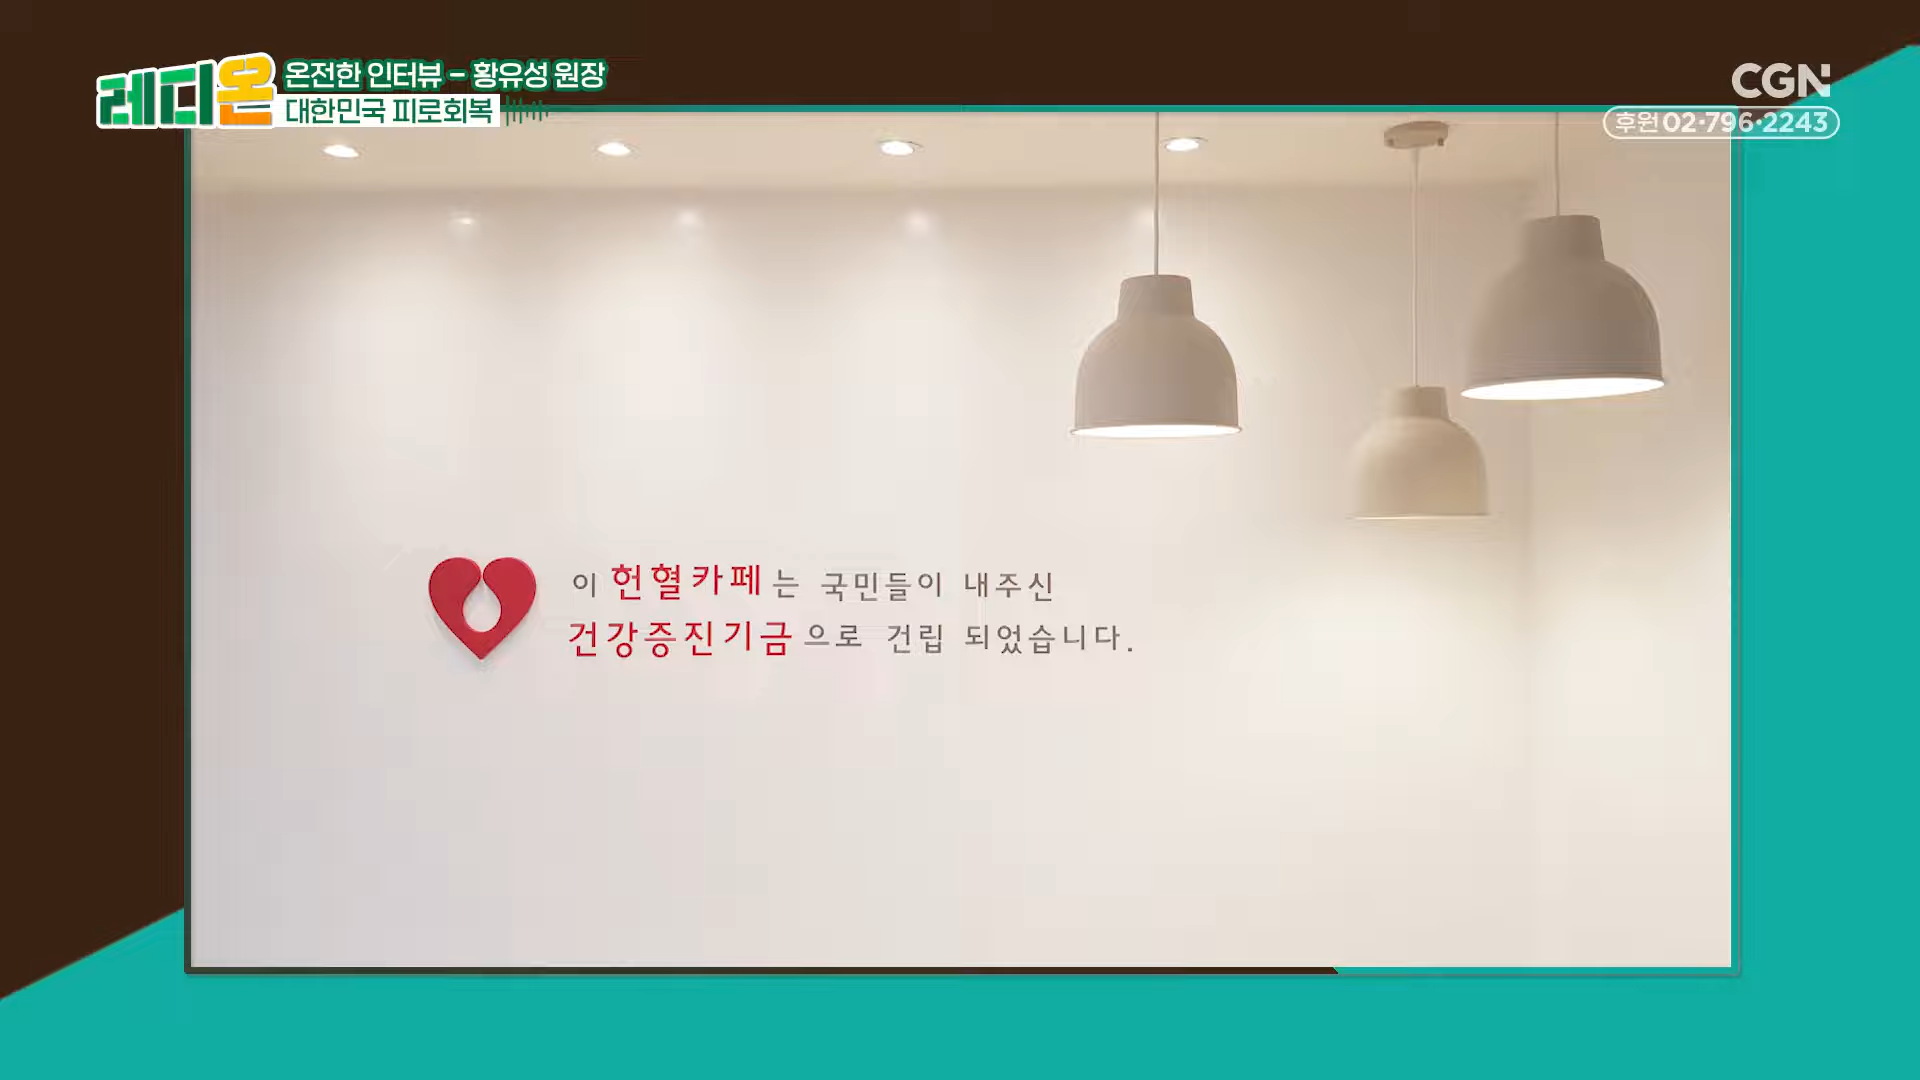 레디온
온전한 인터뷰 – 황유성 원장
대한민국 피로회복
CGN
후원 02·796·2243
이 헌혈카페는 국민들이 내주신
건강증진기금으로 건립 되었습니다.